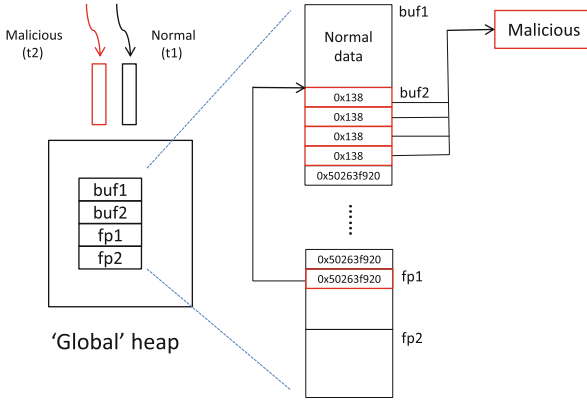 Malicious
(t2)
Normal
(t1)
buf1
buf2
fp1
fp2
'Global' heap
buf1
Normal
data
buf2
0x138
0x138
0x138
0x138
0x50263f920
0x50263f920
0x50263f920
fp1
fp2
Malicious